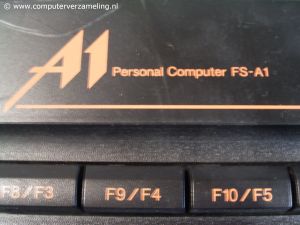 © www.computerverzameling.nl
A1
Personal Computer FS-A1
F8/F3
F9/F4
F10/F5